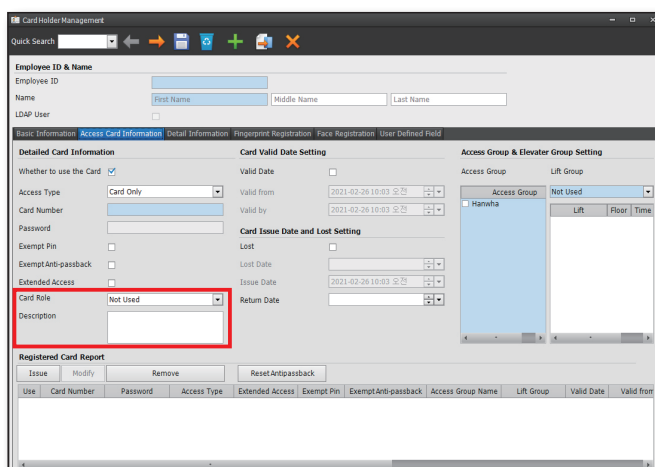 Card Holder Management
Quick Search
Employee ID & Name
Employee ID
Name First Name Middle Name Last Name
LDAP User
Basic Information Access Card Information Detail Information Fingerprint Registration Face Registration User Defined Field
Detailed Card Information Card Valid Date Setting Access Group & Elevater Group Setting
Whether to use the Card Valid Date Access Group Lift Group
Access Type Card Only Valid from 2021-02-26 10:03 오전 Access Group Not Used
Card Number Valid by 2021-02-26 10:03 오전 Hanwha Lift Floor Time
Password Card Issue Date and Lost Setting
Exempt Pin Lost
Exempt Anti-passback Lost Date
Extended Access Issue Date 2021-02-26 10:03 오전
Card Role Not Used Return Date
Description
Registered Card Report
Issue Modify Remove Reset Antipassback
Use Card Number Password Access Type Extended Access Exempt Pin Exempt Anti-passback Access Group Name Lift Group Valid Date Valid from